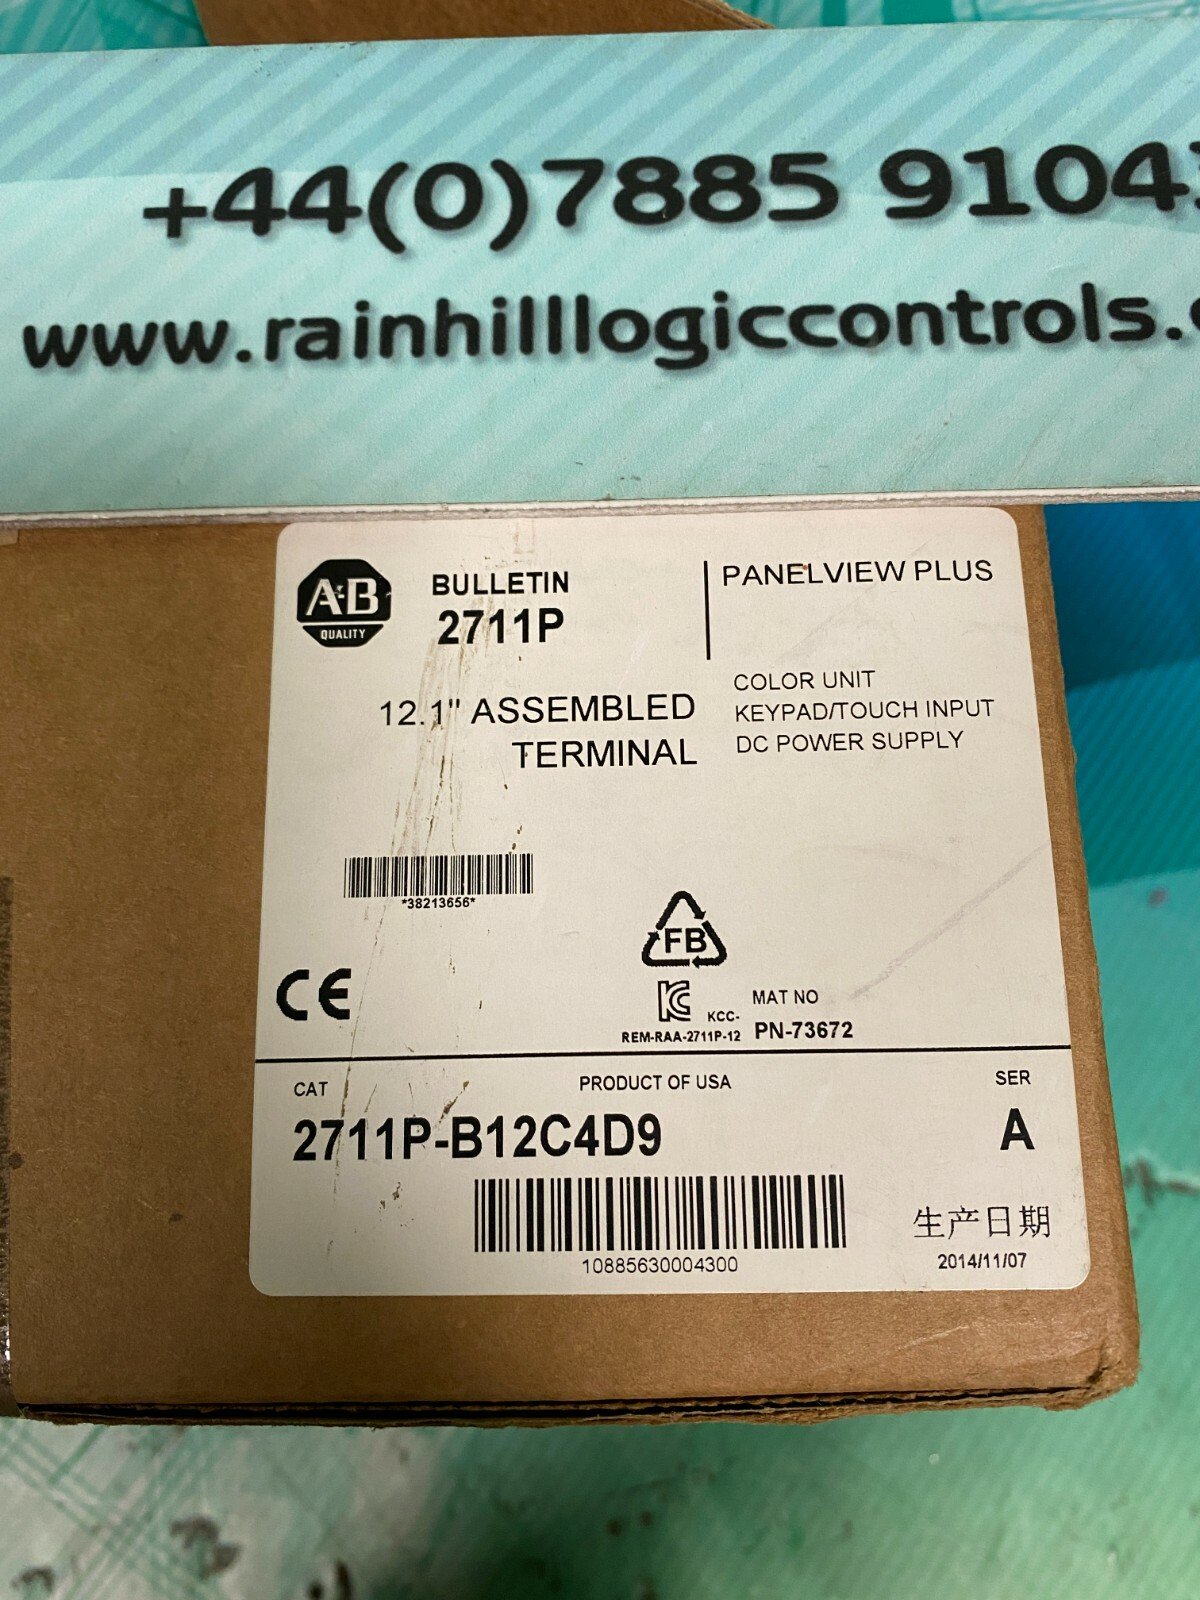 +44(0)7885 9104
www.rainhilllogiccontrols.
A-B
QUALITY
BULLETIN
2711P
PANELVIEW PLUS
12.1" ASSEMBLED
TERMINAL
COLOR UNIT
KEYPAD/TOUCH INPUT
DC POWER SUPPLY
*38213656*
CE
FB
KC
KCC-
REM-RAA-2711P-12
MAT NO
PN-73672
CAT
PRODUCT OF USA
SER
2711P-B12C4D9
A
10885630004300
生产日期
2014/11/07